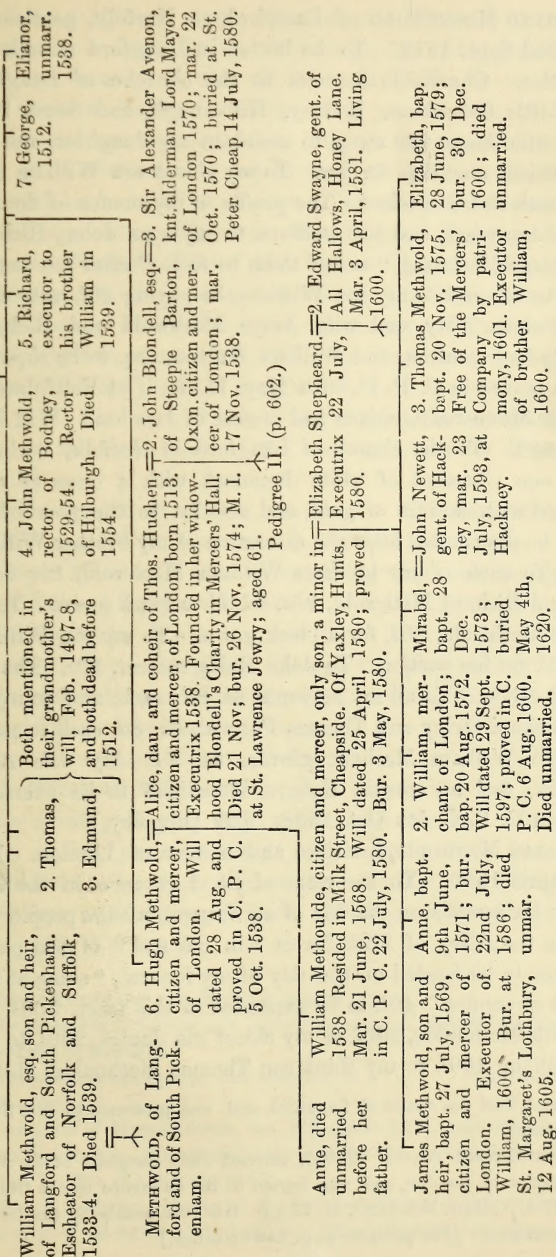 William Methwold, esq. son and heir,
of Langford and South Pickenham.
Escheator of Norfolk and Suffolk,
1533-4. Died 1539.
METHWOLD, of Lang-
ford and of South Pick-
enham.
2. Thomas,
3. Edmund,
Both mentioned in
their grandmother's
will, Feb. 1497-8,
and both dead before
1512.
4. John Methwold,
rector of Bodney,
1529-54. Rector
of Hilburgh. Died
1554.
5. Richard,
executor to
his brother
William in
1539.
7. George,
1512.
Elianor,
unmarr.
1538.
6. Hugh Methwold,
citizen and mercer,
of London. Will
dated 28 Aug. and
proved in C. P. C.
5 Oct. 1538.
Alice, dau. and coheir of Thos. Huchen,
citizen and mercer, of London, born 1513.
Executrix 1538. Founded in her widow-
hood Blondell's Charity in Mercers' Hall.
Died 21 Nov; bur. 26 Nov. 1574; M. I.
at St. Lawrence Jewry; aged 61.
2. John Blondell, esq.
of Steeple Barton,
Oxon. citizen and mer-
cer of London; mar.
17 Nov. 1538.
Pedigree II. (p. 602.)
3. Sir Alexander Avenon,
knt. alderman. Lord Mayor
of London 1570; mar. 22
Oct. 1570; buried at St.
Peter Cheap 14 July, 1580.
Anne, died
unmarried
before her
father.
William Methoulde, citizen and mercer, only son, a minor in
1538. Resided in Milk Street, Cheapside. Of Yaxley, Hunts.
Mar. 21 June, 1568. Will dated 25 April, 1580; proved
in C. P. C. 22 July, 1580. Bur. 3 May, 1580.
Elizabeth Shepheard.
Executrix 22 July,
1580.
2. Edward Swayne, gent. of
All Hallows, Honey Lane.
Mar. 3 April, 1581. Living
1600.
James Methwold, son and
heir, bapt. 27 July, 1569,
citizen and mercer of
London. Executor of
William, 1600. Bur. at
St. Margaret's Lothbury,
12 Aug. 1605.
Anne, bapt.
9th June,
1571; bur.
22nd July,
1586; died
unmar.
2. William, mer-
chant of London;
bap. 20 Aug. 1572.
Will dated 29 Sept.
1597; proved in C.
P. C. 6 Aug. 1600.
Died unmarried.
Mirabel,
bapt. 28
Dec.
1573;
buried
May 4th,
1620.
John Newett,
gent. of Hack-
ney, mar. 23
July, 1593, at
Hackney.
3. Thomas Methwold,
bapt. 20 Nov. 1575.
Free of the Mercers'
Company by patri-
mony, 1601. Executor
of brother William,
1600.
Elizabeth, bap.
28 June, 1579;
bur. 30 Dec.
1600; died
unmarried.